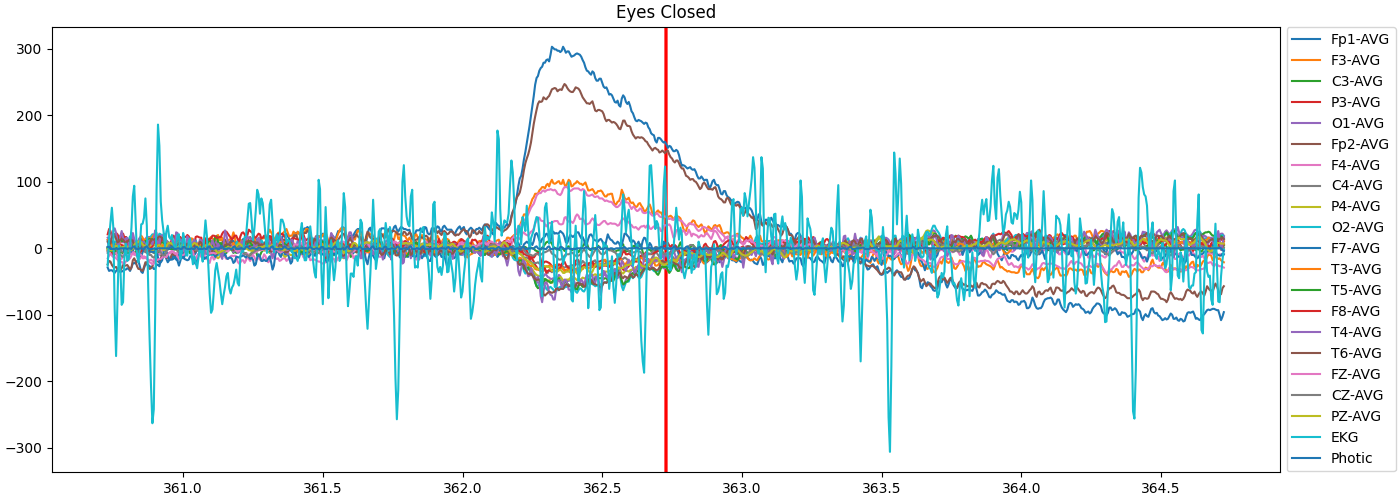 Eyes Closed
300
200
100
0
−100
−200
−300
361.0 361.5 362.0 362.5 363.0 363.5 364.0 364.5
Fp1-AVG
F3-AVG
C3-AVG
P3-AVG
O1-AVG
Fp2-AVG
F4-AVG
C4-AVG
P4-AVG
O2-AVG
F7-AVG
T3-AVG
T5-AVG
F8-AVG
T4-AVG
T6-AVG
FZ-AVG
CZ-AVG
PZ-AVG
EKG
Photic